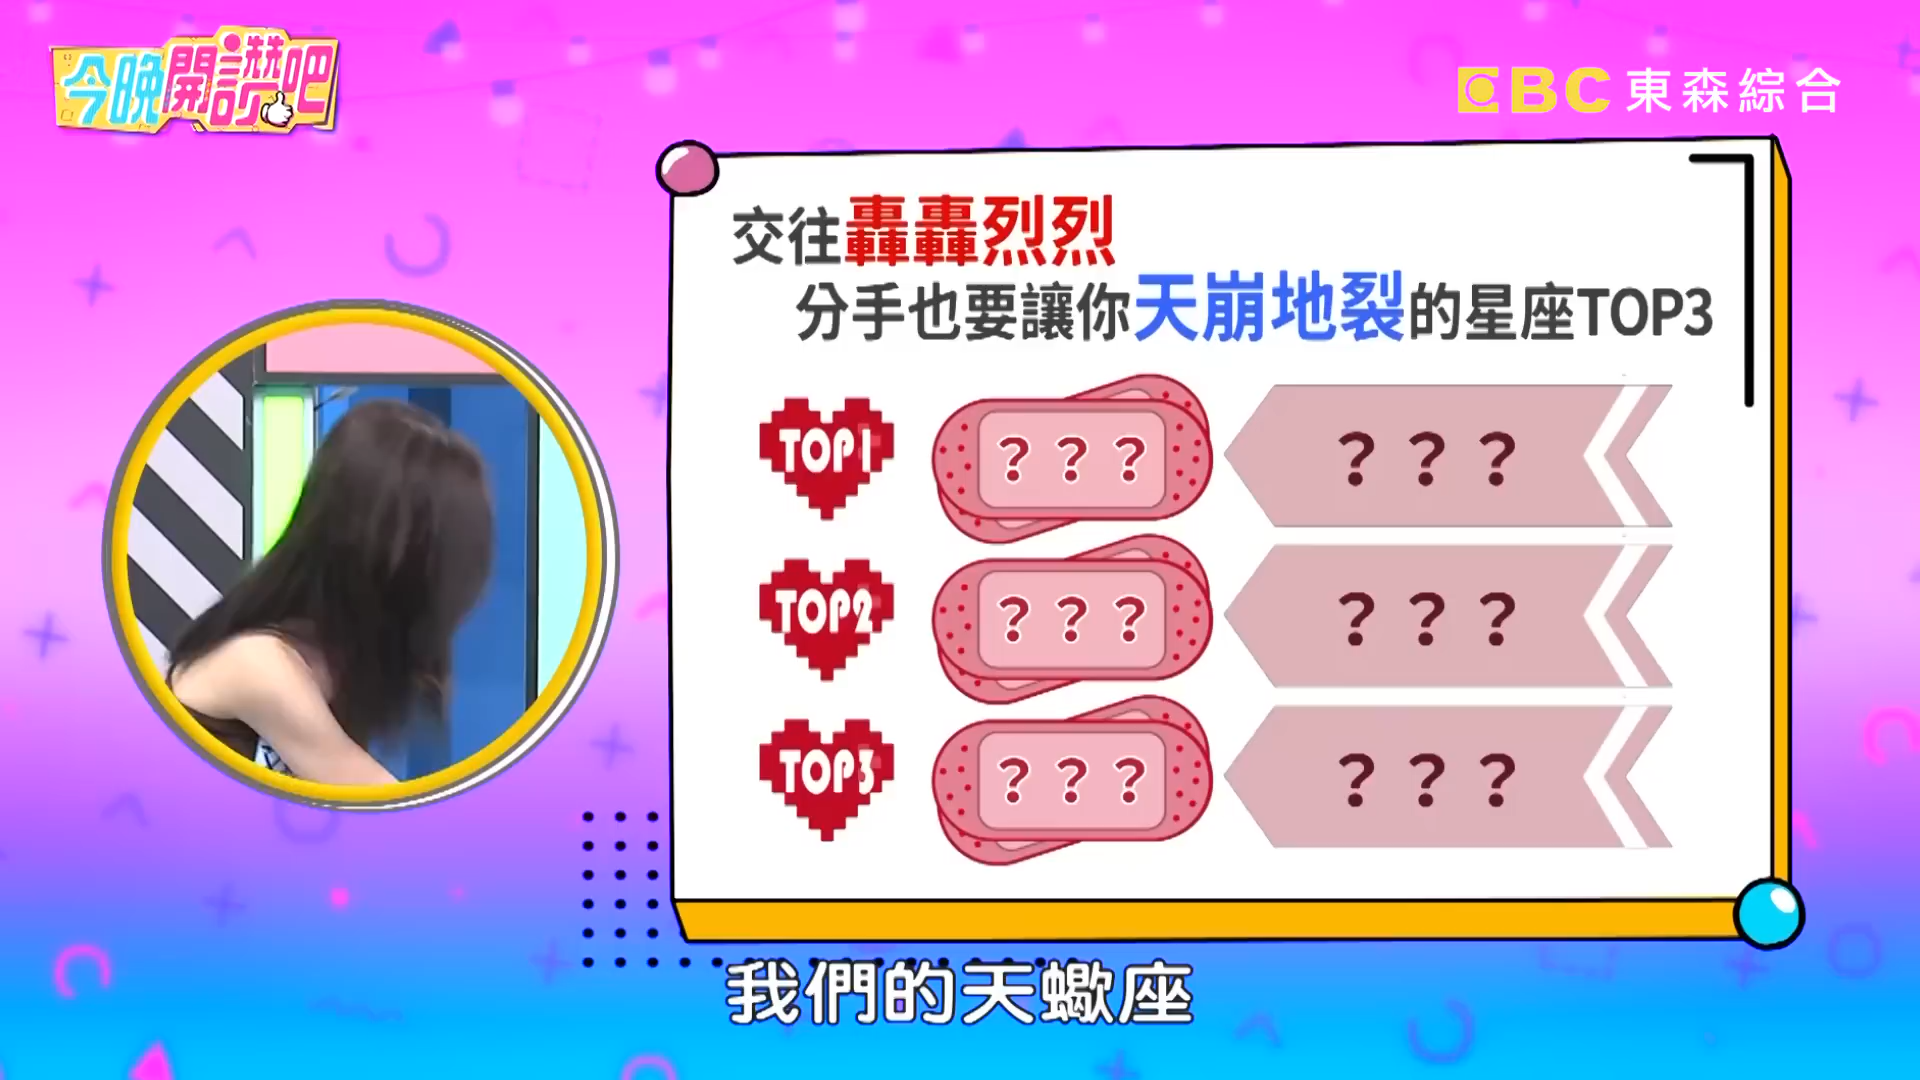 今晚開讚吧
EBC 東森綜合
交往轟轟烈烈
分手也要讓你天崩地裂的星座TOP3
TOP1 ？？？ ？？？
TOP2 ？？？ ？？？
TOP3 ？？？ ？？？
我們的天蠍座